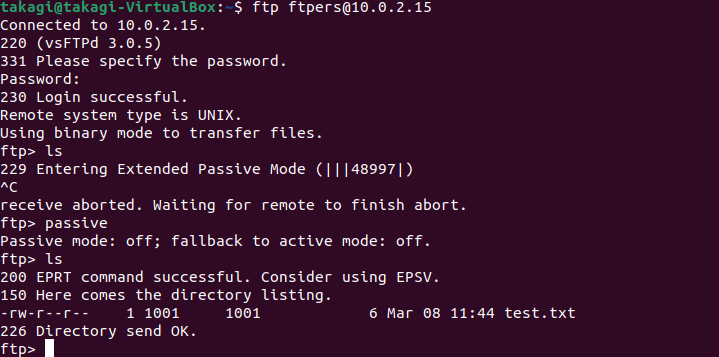 takagi@takagi-VirtualBox:~$ ftp ftpers@10.0.2.15
Connected to 10.0.2.15.
220 (vsFTPd 3.0.5)
331 Please specify the password.
Password:
230 Login successful.
Remote system type is UNIX.
Using binary mode to transfer files.
ftp> ls
229 Entering Extended Passive Mode (|||48997|)
^C
receive aborted. Waiting for remote to finish abort.
ftp> passive
Passive mode: off; fallback to active mode: off.
ftp> ls
200 EPRT command successful. Consider using EPSV.
150 Here comes the directory listing.
-rw-r--r--    1 1001     1001            6 Mar 08 11:44 test.txt
226 Directory send OK.
ftp>